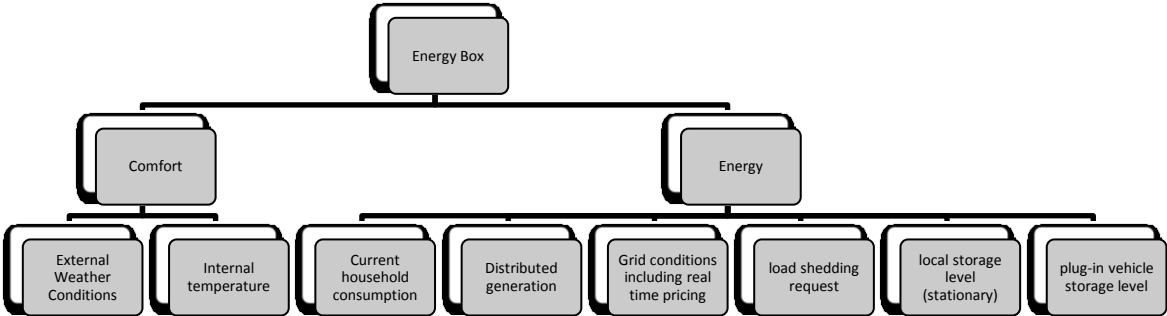 Energy Box
Comfort
Energy
External
Weather
Conditions
Internal
temperature
Current
household
consumption
Distributed
generation
Grid conditions
including real
time pricing
load shedding
request
local storage
level
(stationary)
plug-in vehicle
storage level